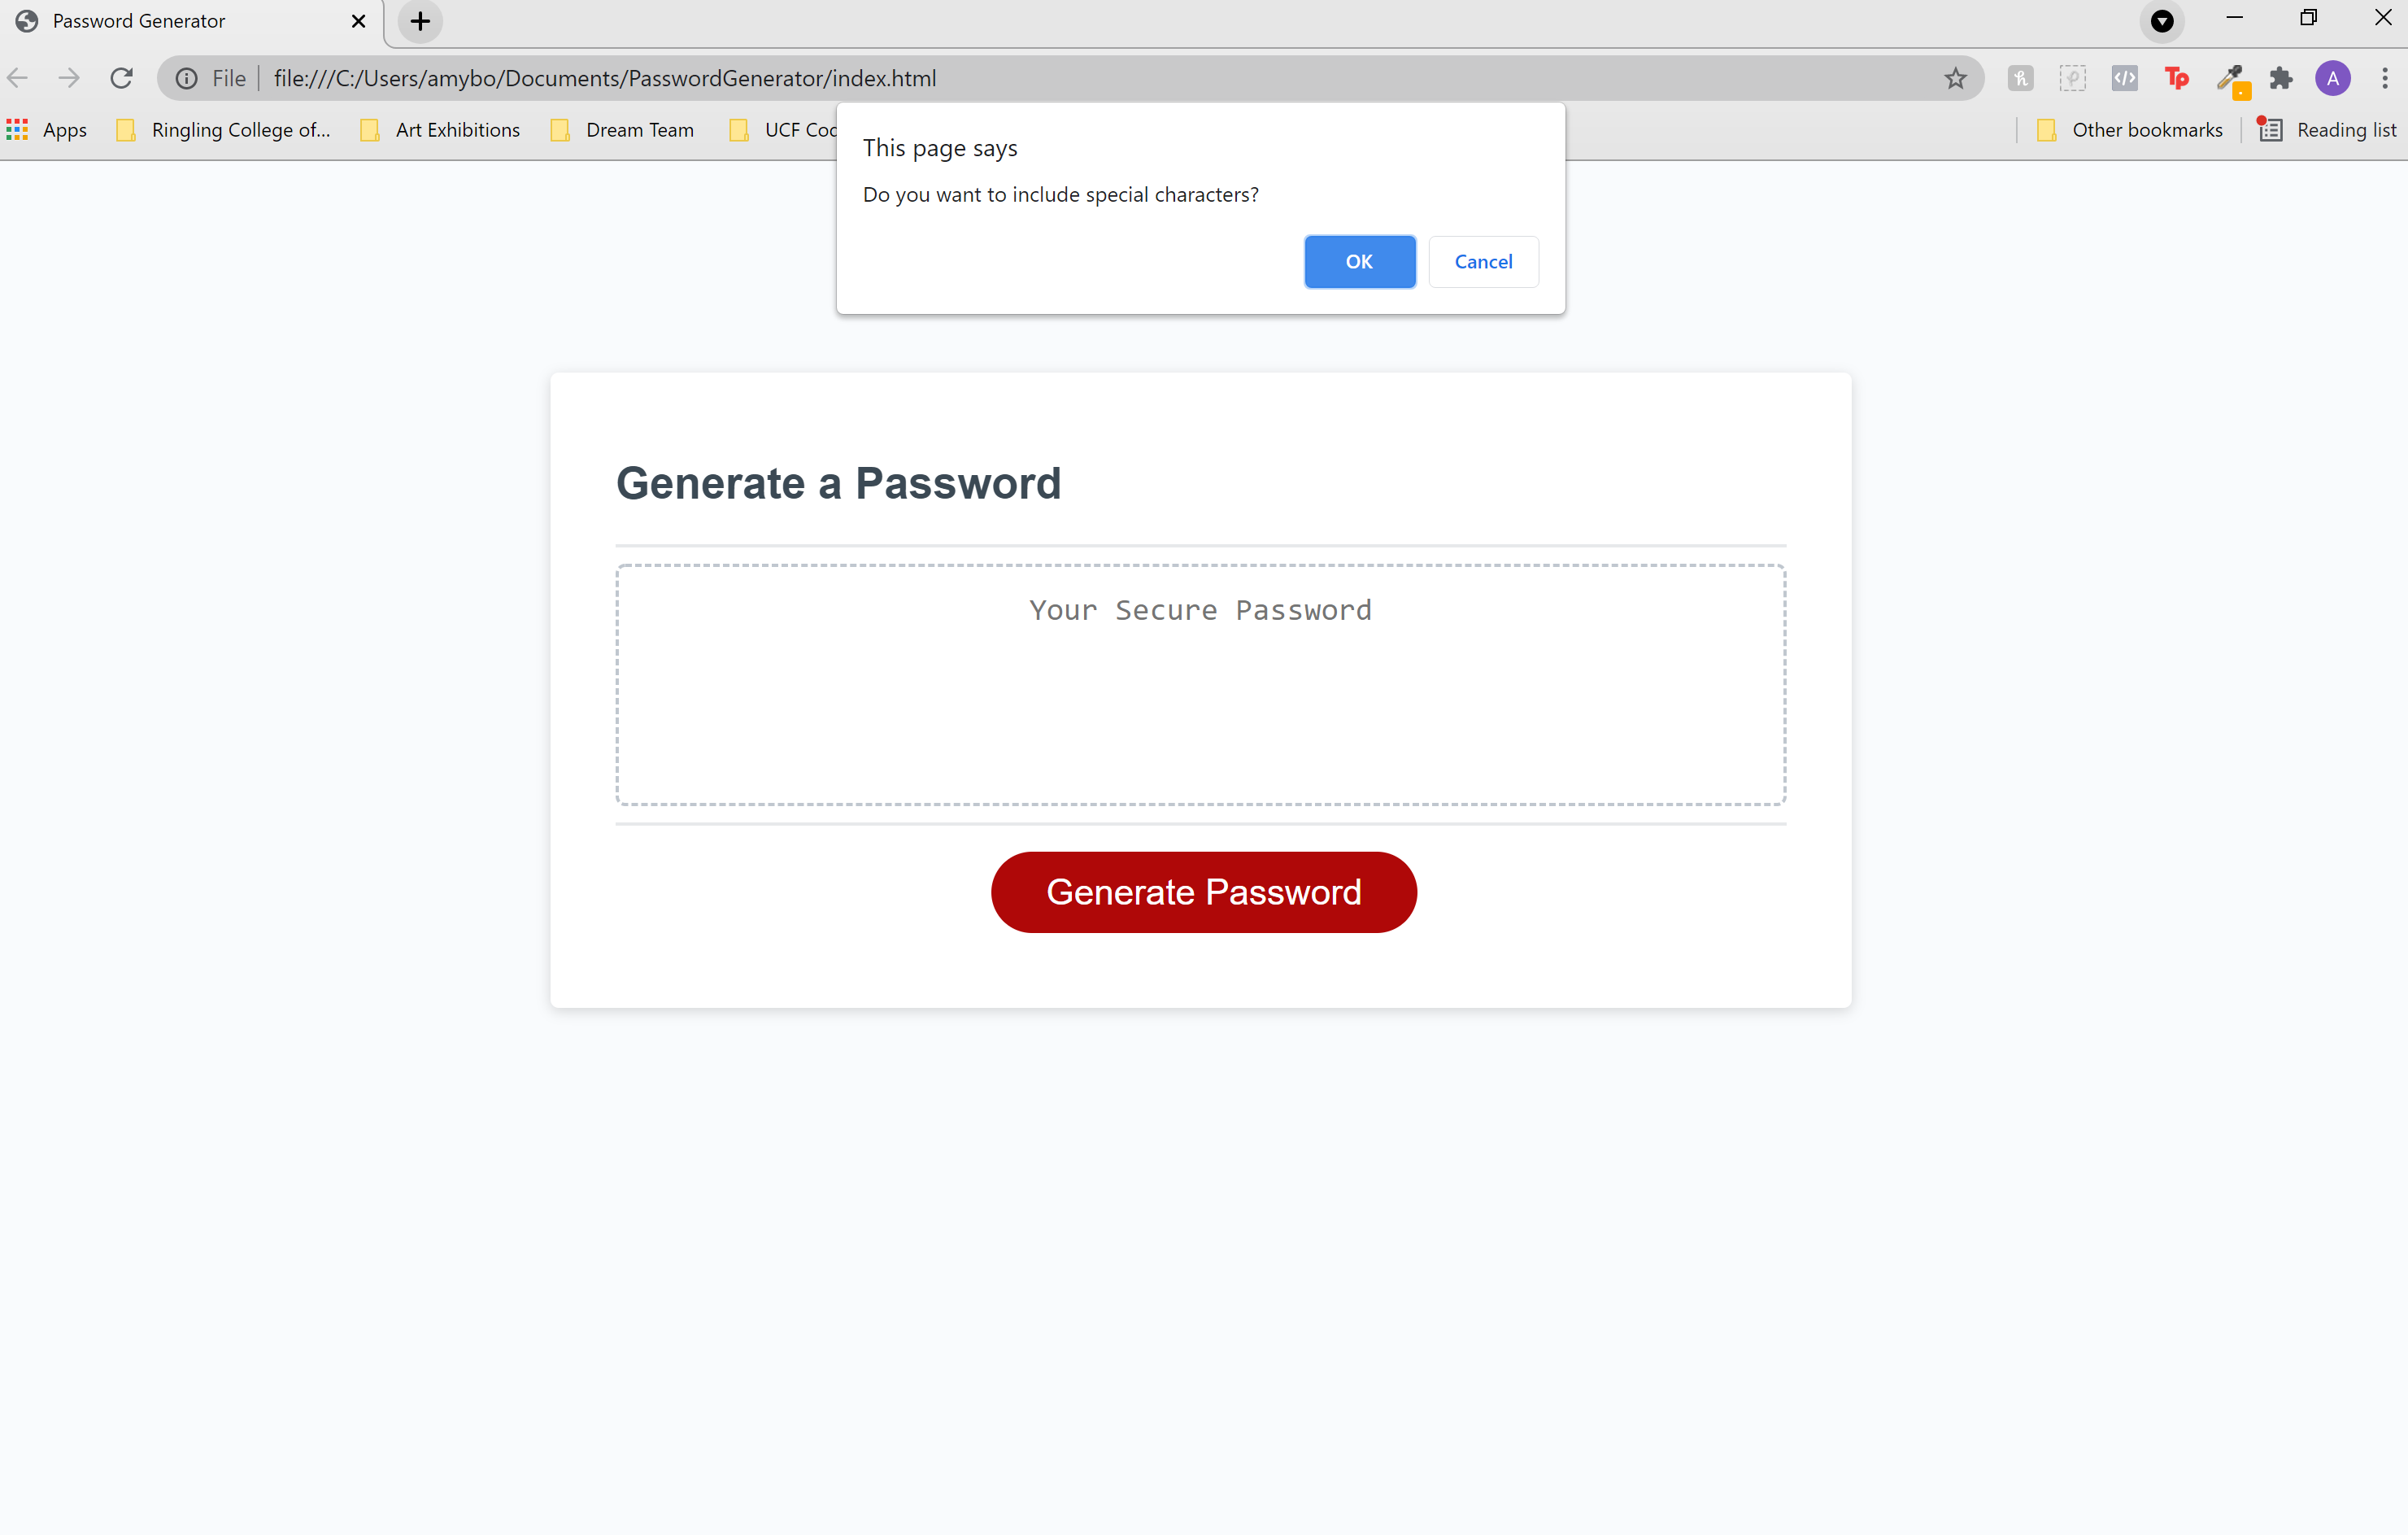 Password Generator
File file:///C:/Users/amybo/Documents/PasswordGenerator/index.html
Tp
A
Apps Ringling College of... Art Exhibitions Dream Team UCF Other bookmarks Reading list
This page says
Do you want to include special characters?
OK Cancel
Generate a Password
Your Secure Password
Generate Password